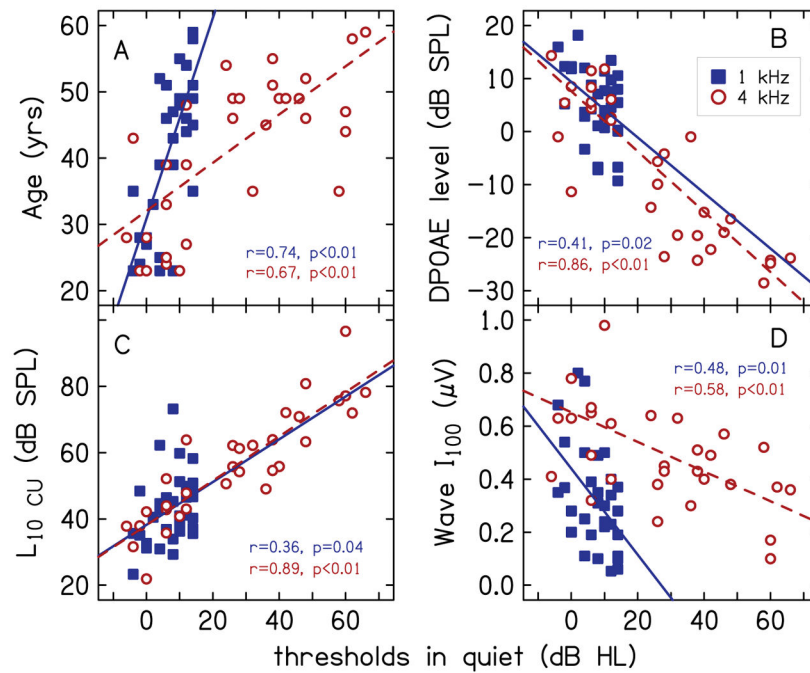 A
Age (yrs)
60
50
40
30
20
r=0.74, p<0.01
r=0.67, p<0.01
B
DPOAE level (dB SPL)
20
10
0
-10
-20
-30
1 kHz
4 kHz
r=0.41, p=0.02
r=0.86, p<0.01
C
L10 CU (dB SPL)
80
60
40
20
r=0.36, p=0.04
r=0.89, p<0.01
0 20 40 60
D
Wave I100 (μV)
1.0
0.8
0.6
0.4
0.2
0.0
r=0.48, p=0.01
r=0.58, p<0.01
0 20 40 60
thresholds in quiet (dB HL)